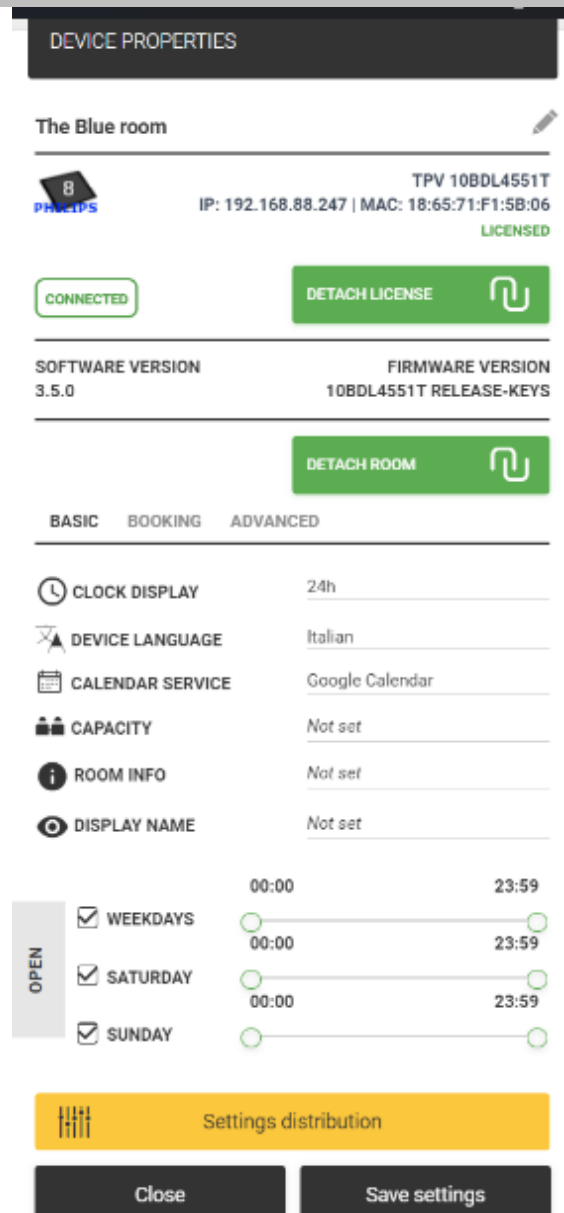 DEVICE PROPERTIES
The Blue room
8
PHILIPS
TPV 10BDL4551T
IP: 192.168.88.247 | MAC: 18:65:71:F1:5B:06
LICENSED
CONNECTED
DETACH LICENSE
SOFTWARE VERSION
3.5.0
FIRMWARE VERSION
10BDL4551T RELEASE-KEYS
DETACH ROOM
BASIC BOOKING ADVANCED
CLOCK DISPLAY 24h
DEVICE LANGUAGE Italian
CALENDAR SERVICE Google Calendar
CAPACITY Not set
ROOM INFO Not set
DISPLAY NAME Not set
OPEN
00:00 23:59
WEEKDAYS
00:00 23:59
SATURDAY
00:00 23:59
SUNDAY
Settings distribution
Close Save settings